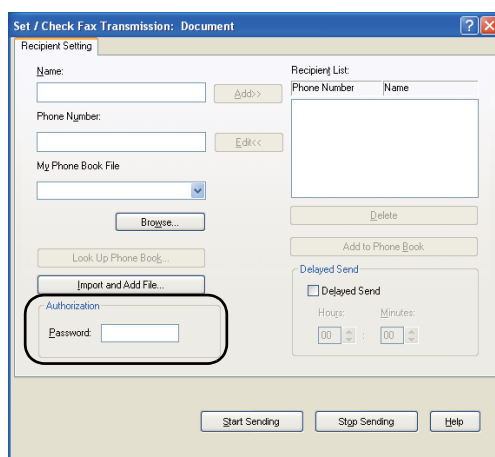 Set / Check Fax Transmission: Document
Recipient Setting
Name:
Add>>
Phone Number:
Edit<<
My Phone Book File
Browse...
Look Up Phone Book...
Import and Add File...
Authorization
Password:
Recipient List:
Phone Number Name
Delete
Add to Phone Book
Delayed Send
Delayed Send
Hours: Minutes:
00 : 00
Start Sending Stop Sending Help